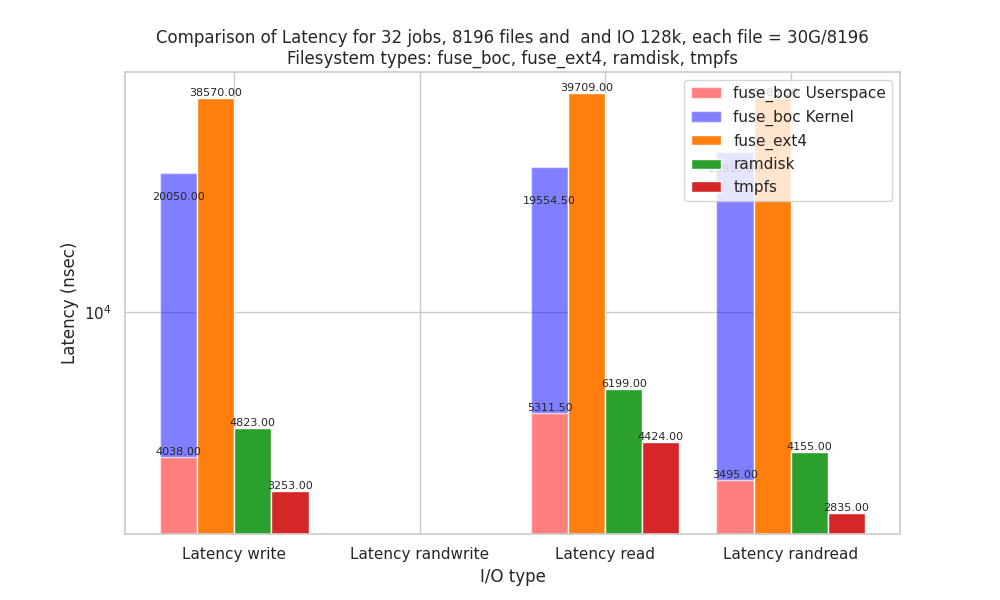 Comparison of Latency for 32 jobs, 8196 files and  and IO 128k, each file = 30G/8196
Filesystem types: fuse_boc, fuse_ext4, ramdisk, tmpfs
fuse_boc Userspace
fuse_boc Kernel
fuse_ext4
ramdisk
tmpfs
38570.00
39709.00
20050.00
19554.50
6199.00
5311.50
4823.00
4424.00
4038.00
4155.00
3253.00
3495.00
2835.00
10⁴
Latency (nsec)
Latency write
Latency randwrite
Latency read
Latency randread
I/O type